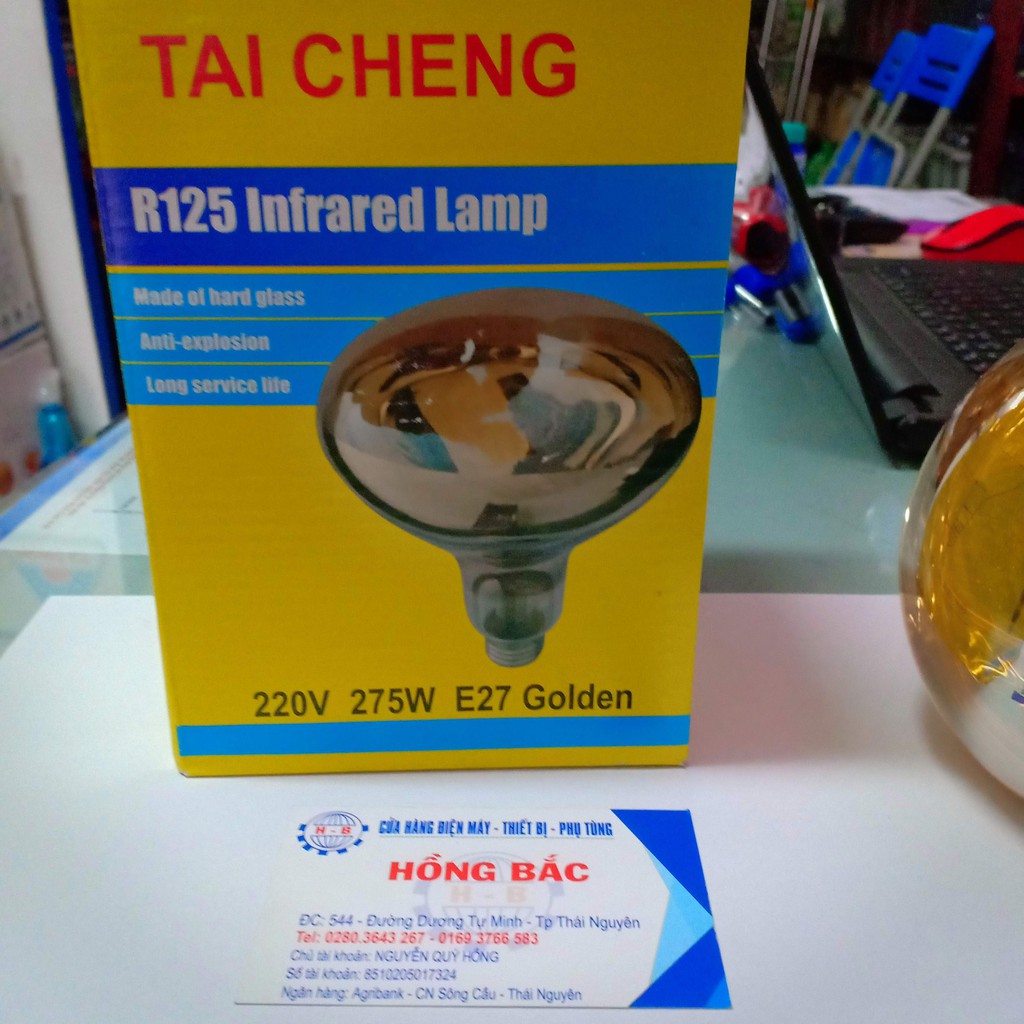 TAI CHENG
R125 Infrared Lamp
Made of hard glass
Anti-explosion
Long service life
220V 275W E27 Golden
H-B
CỬA HÀNG ĐIỆN MÁY - THIẾT BỊ - PHỤ TÙNG
HỒNG BẮC
H-B
ĐC: 544 - Đường Dương Tự Minh - Tp Thái Nguyên
Tel: 0280.3643 267 - 0169 3766 583
Chủ tài khoản: NGUYỄN QUÝ HỒNG
Số tài khoản: 8510205017324
Ngân hàng: Agribank - CN Sông Cầu - Thái Nguyên